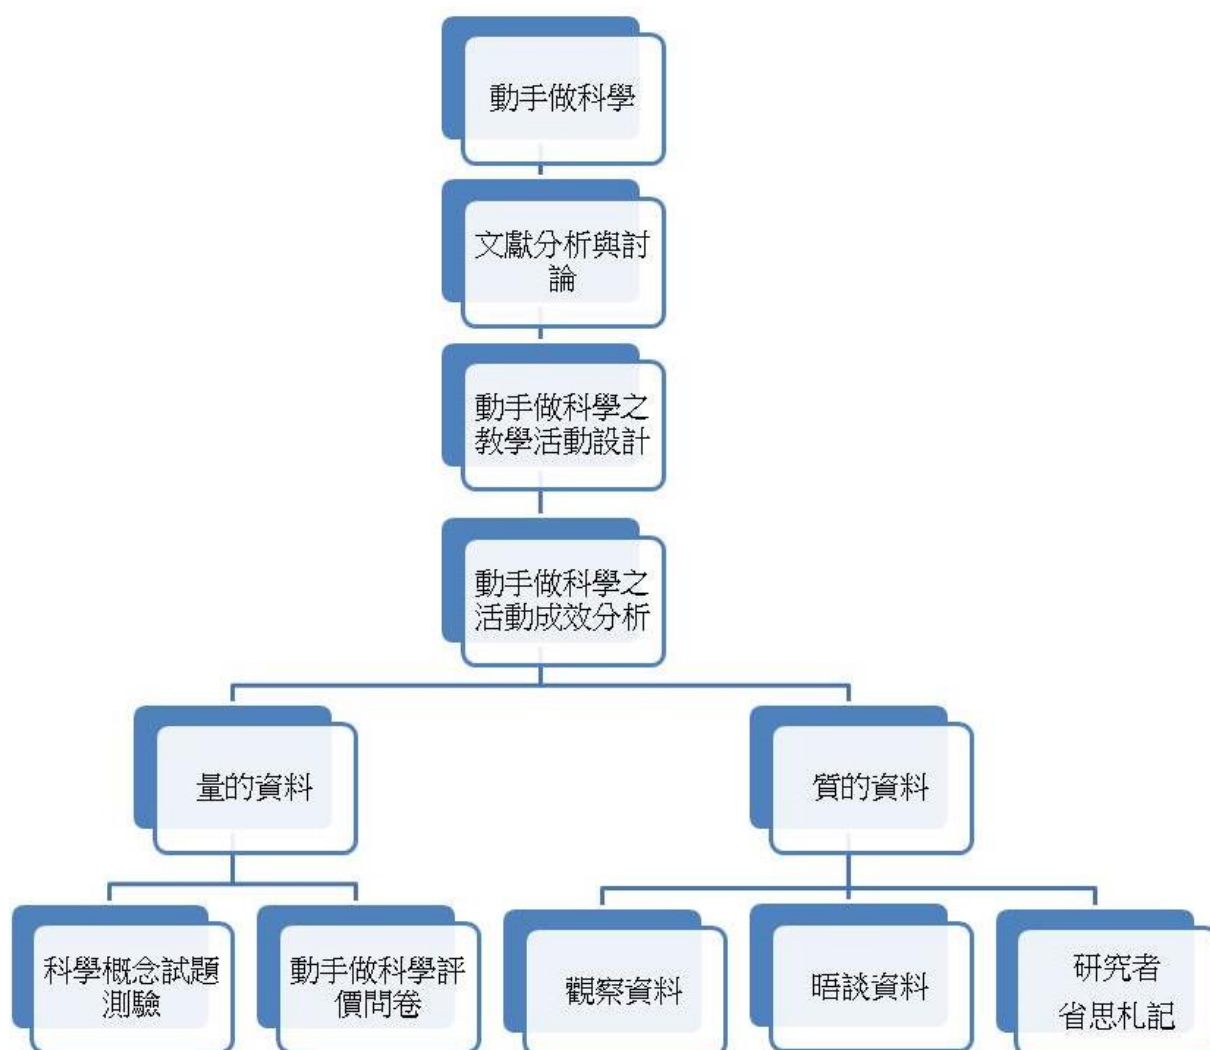 動手做科學
文獻分析與討
論
動手做科學之
教學活動設計
動手做科學之
活動成效分析
量的資料
質的資料
科學概念試題
測驗
動手做科學評
價問卷
觀察資料
晤談資料
研究者
省思札記